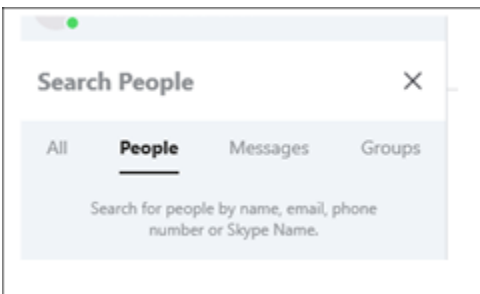 Search People
All People Messages Groups
Search for people by name, email, phone
number or Skype Name.